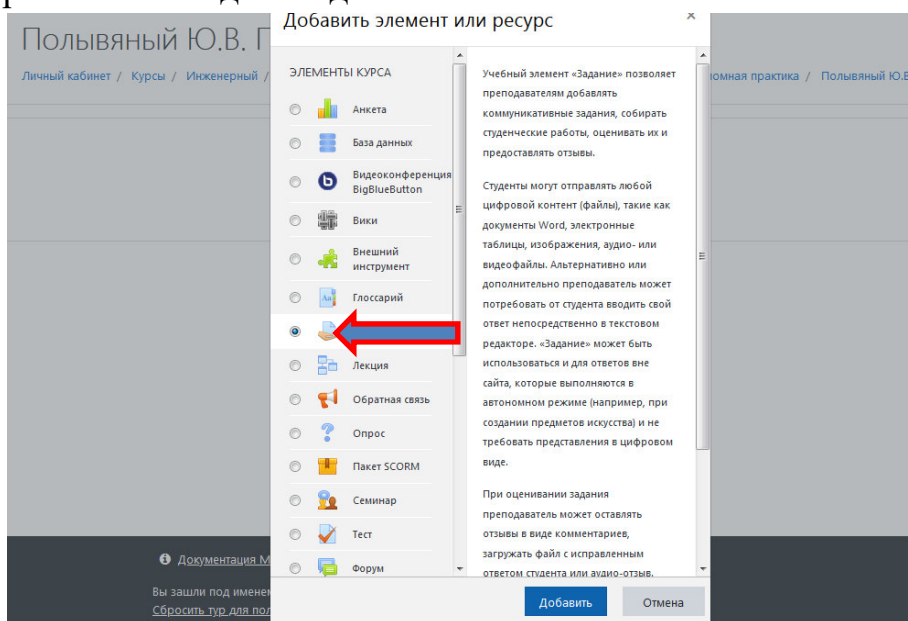 Полывяный Ю.В. П
Личный кабинет / Курсы / Инженерный /
омная практика / Полывяный Ю.В
Добавить элемент или ресурс ×
ЭЛЕМЕНТЫ КУРСА
Анкета
База данных
Видеоконференция
BigBlueButton
Вики
Внешний
инструмент
Глоссарий
Лекция
Обратная связь
Опрос
Пакет SCORM
Семинар
Тест
Форум
Учебный элемент «Задание» позволяет
преподавателям добавлять
коммуникативные задания, собирать
студенческие работы, оценивать их и
предоставлять отзывы.
Студенты могут отправлять любой
цифровой контент (файлы), такие как
документы Word, электронные
таблицы, изображения, аудио- или
видеофайлы. Альтернативно или
дополнительно преподаватель может
потребовать от студента вводить свой
ответ непосредственно в текстовом
редакторе. «Задание» может быть
использоваться и для ответов вне
сайта, которые выполняются в
автономном режиме (например, при
создании предметов искусства) и не
требовать представления в цифровом
виде.
При оценивании задания
преподаватель может оставлять
отзывы в виде комментариев,
загружать файл с исправленным
ответом студента или аудио-отзыв.
Добавить Отмена
Документация М
Вы зашли под имене
Сбросить тур для пол